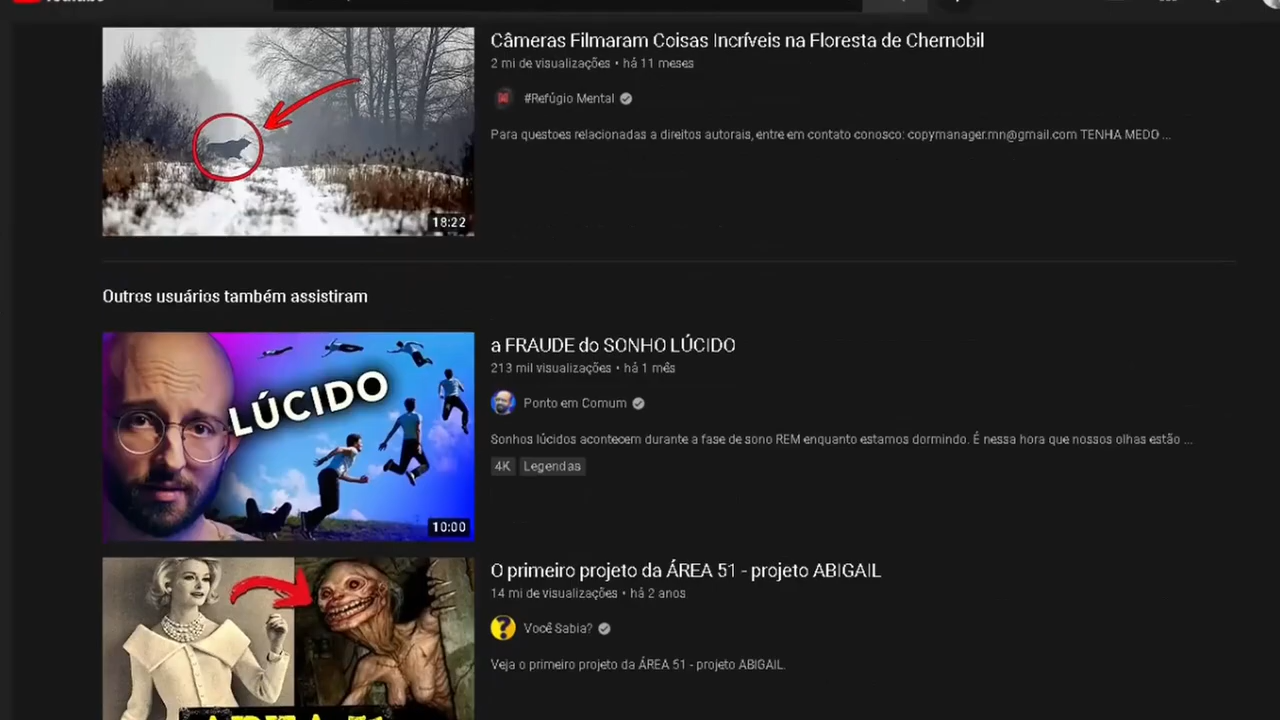 Câmeras Filmaram Coisas Incríveis na Floresta de Chernobil
2 mi de visualizações • há 11 meses
#Refúgio Mental
Para questoes relacionadas a direitos autorais, entre em contato conosco: copymanager.mn@gmail.com TENHA MEDO ...
18:22
Outros usuários também assistiram
LÚCIDO
10:00
a FRAUDE do SONHO LÚCIDO
213 mil visualizações • há 1 mês
Ponto em Comum
Sonhos lúcidos acontecem durante a fase de sono REM enquanto estamos dormindo. É nessa hora que nossos olhas estão ...
4K Legendas
O primeiro projeto da ÁREA 51 - projeto ABIGAIL
14 mi de visualizações • há 2 anos
Você Sabia?
Veja o primeiro projeto da ÁREA 51 - projeto ABIGAIL.